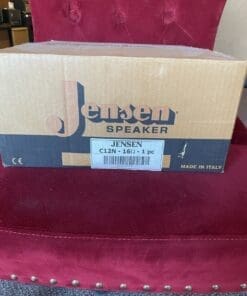 Jensen
SPEAKER
JENSEN
C12N - 16Ω - 1 pc
CE
MADE IN ITALY